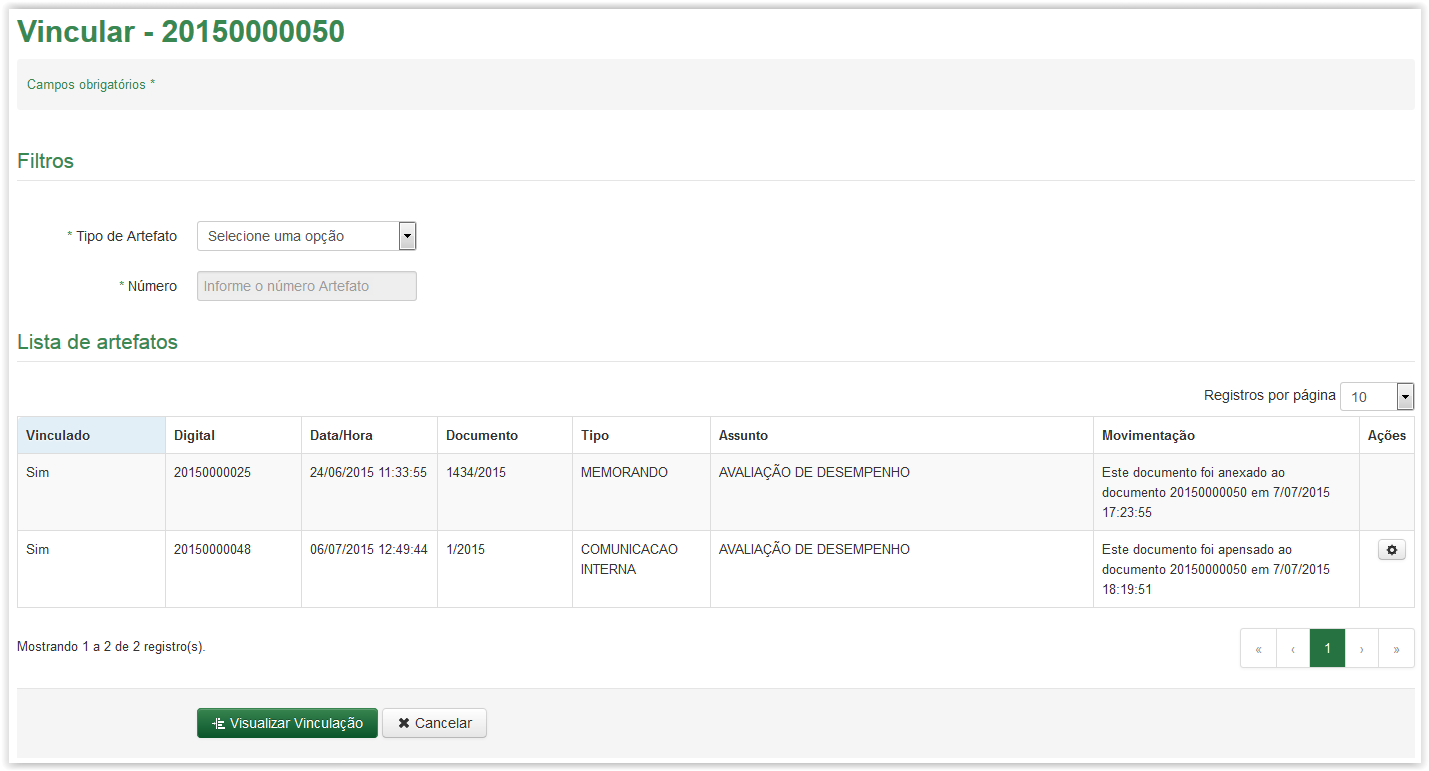 Vincular - 20150000050
Campos obrigatórios *
Filtros
* Tipo de Artefato Selecione uma opção
* Número Informe o número Artefato
Lista de artefatos
Registros por página 10
Vinculado Digital Data/Hora Documento Tipo Assunto Movimentação Ações
Sim 20150000025 24/06/2015 11:33:55 1434/2015 MEMORANDO AVALIAÇÃO DE DESEMPENHO Este documento foi anexado ao
documento 20150000050 em 7/07/2015
17:23:55
Sim 20150000048 06/07/2015 12:49:44 1/2015 COMUNICACAO AVALIAÇÃO DE DESEMPENHO Este documento foi apensado ao
INTERNA documento 20150000050 em 7/07/2015
18:19:51
Mostrando 1 a 2 de 2 registro(s).
« ‹ 1 › »
Visualizar Vinculação Cancelar